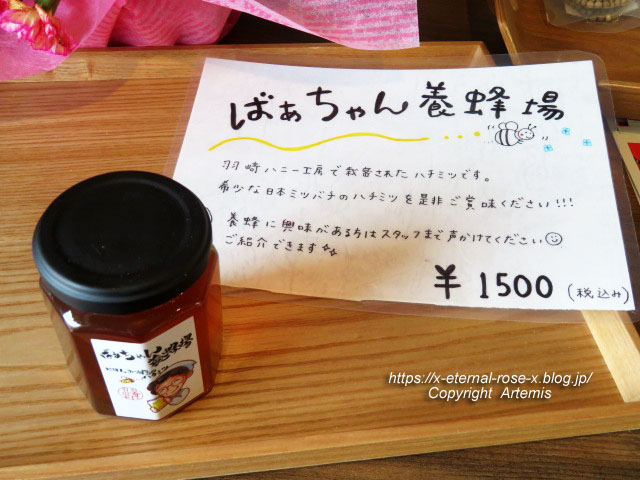 ばぁちゃん養蜂場
羽崎ハニー工房で栽培されたハチミツです。
希少な日本ミツバチのハチミツを是非ご賞味ください!!!
養蜂に興味がある方はスタッフまで声かけてください
ご紹介できます
¥1500(税込み)
ばぁちゃん養蜂場
https://x-eternal-rose-x.blog.jp/
Copyright Artemis